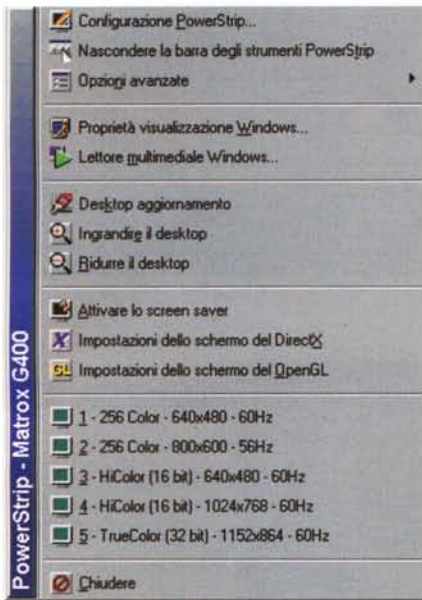 Configurazione PowerStrip...
Nascondere la barra degli strumenti PowerStrip
Opzioni avanzate
Proprietà visualizzazione Windows...
Lettore multimediale Windows...
Desktop aggiornamento
Ingrandire il desktop
Ridurre il desktop
Attivare lo screen saver
Impostazioni dello schermo del DirectX
GL Impostazioni dello schermo del OpenGL
1 - 256 Color - 640x480 - 60Hz
2 - 256 Color - 800x600 - 56Hz
3 - HiColor (16 bit) - 640x480 - 60Hz
4 - HiColor (16 bit) - 1024x768 - 60Hz
5 - TrueColor (32 bit) - 1152x864 - 60Hz
Chiudere
PowerStrip - Matrox G400